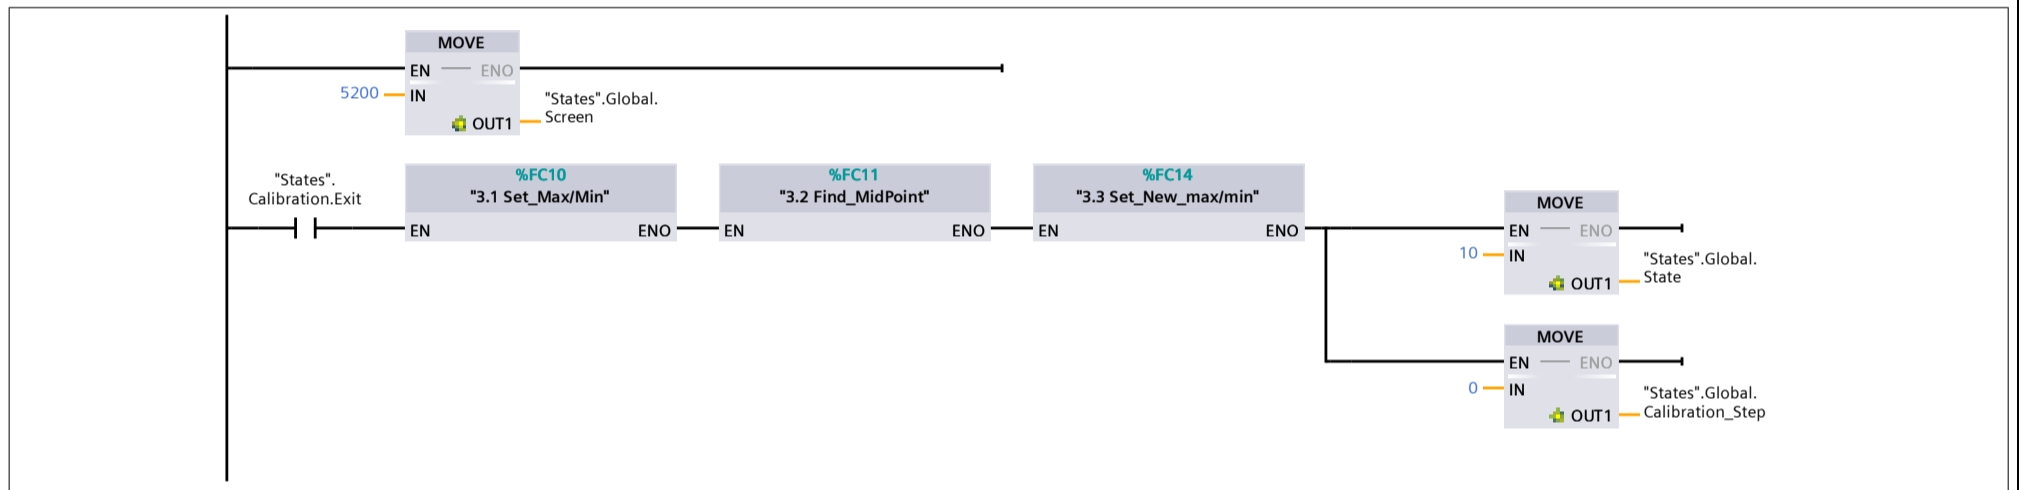 MOVE
EN ENO
5200 IN
"States".Global.
Screen
OUT1
"States".
Calibration.Exit
%FC10
"3.1 Set_Max/Min"
EN ENO
%FC11
"3.2 Find_MidPoint"
EN ENO
%FC14
"3.3 Set_New_max/min"
EN ENO
MOVE
EN ENO
10 IN
"States".Global.
State
OUT1
MOVE
EN ENO
0 IN
"States".Global.
Calibration_Step
OUT1